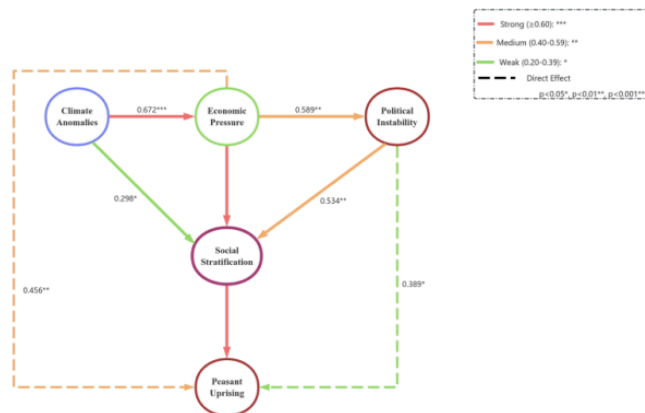 Strong (≥0.60): ***
Medium (0.40-0.59): **
Weak (0.20-0.39): *
Direct Effect
p<0.05*, p<0.01**, p<0.001**
Climate
Anomalies
0.672***
Economic
Pressure
0.589**
Political
Instability
0.298*
0.534**
Social
Stratification
0.456**
0.389*
Peasant
Uprising